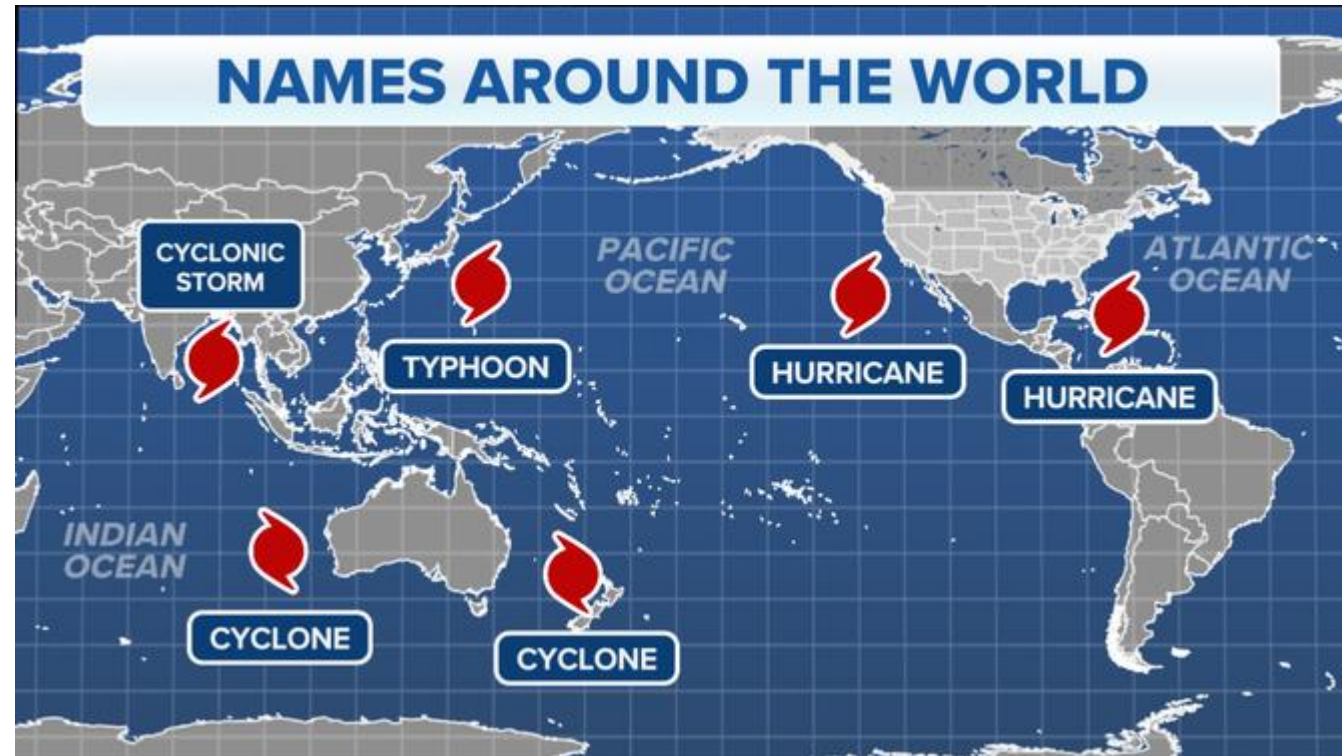 NAMES AROUND THE WORLD
CYCLONIC
STORM
PACIFIC
OCEAN
ATLANTIC
OCEAN
TYPHOON
HURRICANE
HURRICANE
INDIAN
OCEAN
CYCLONE
CYCLONE